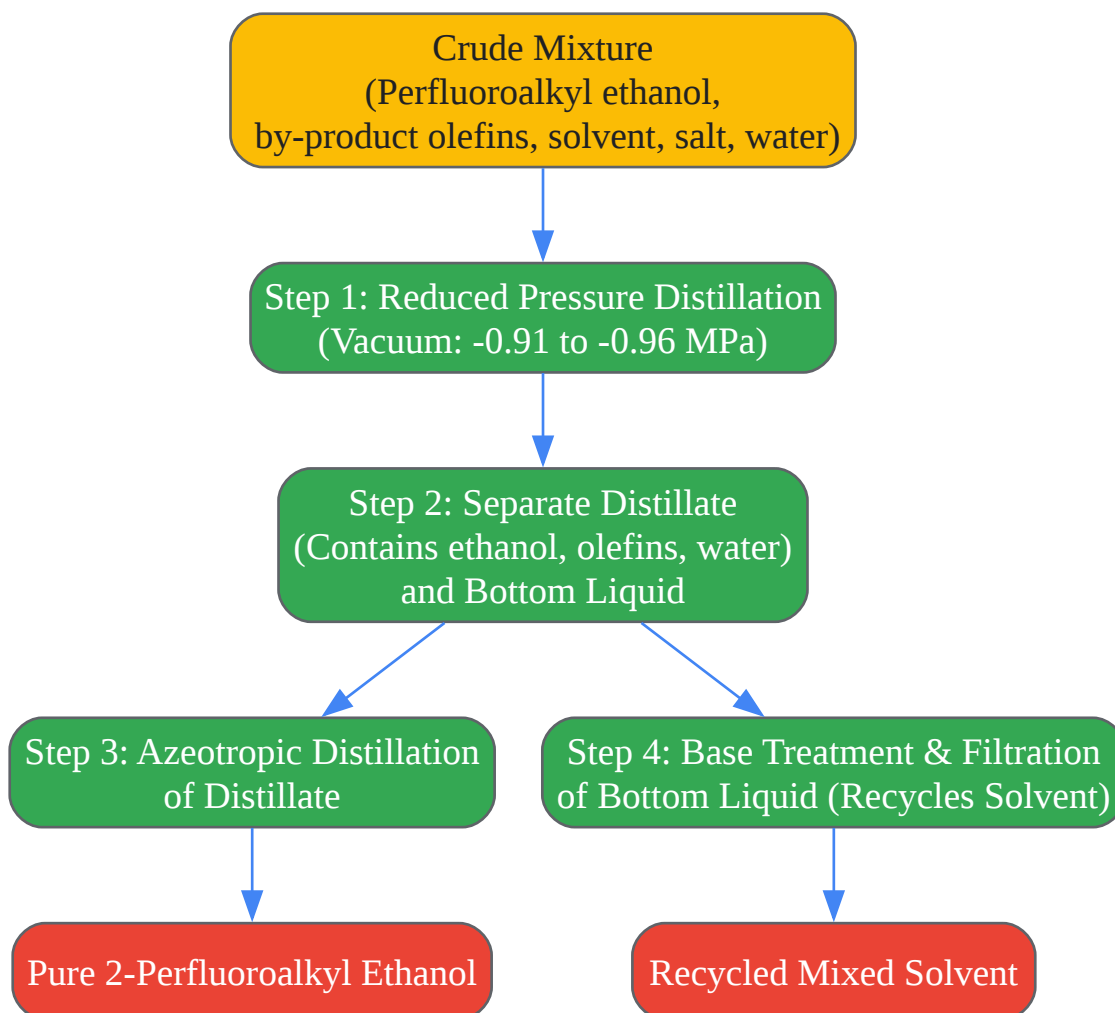 Crude Mixture
(Perfluoroalkyl ethanol,
by-product olefins, solvent, salt, water)
Step 1: Reduced Pressure Distillation
(Vacuum: -0.91 to -0.96 MPa)
Step 2: Separate Distillate
(Contains ethanol, olefins, water)
and Bottom Liquid
Step 3: Azeotropic Distillation
of Distillate
Step 4: Base Treatment & Filtration
of Bottom Liquid (Recycles Solvent)
Pure 2-Perfluoroalkyl Ethanol
Recycled Mixed Solvent